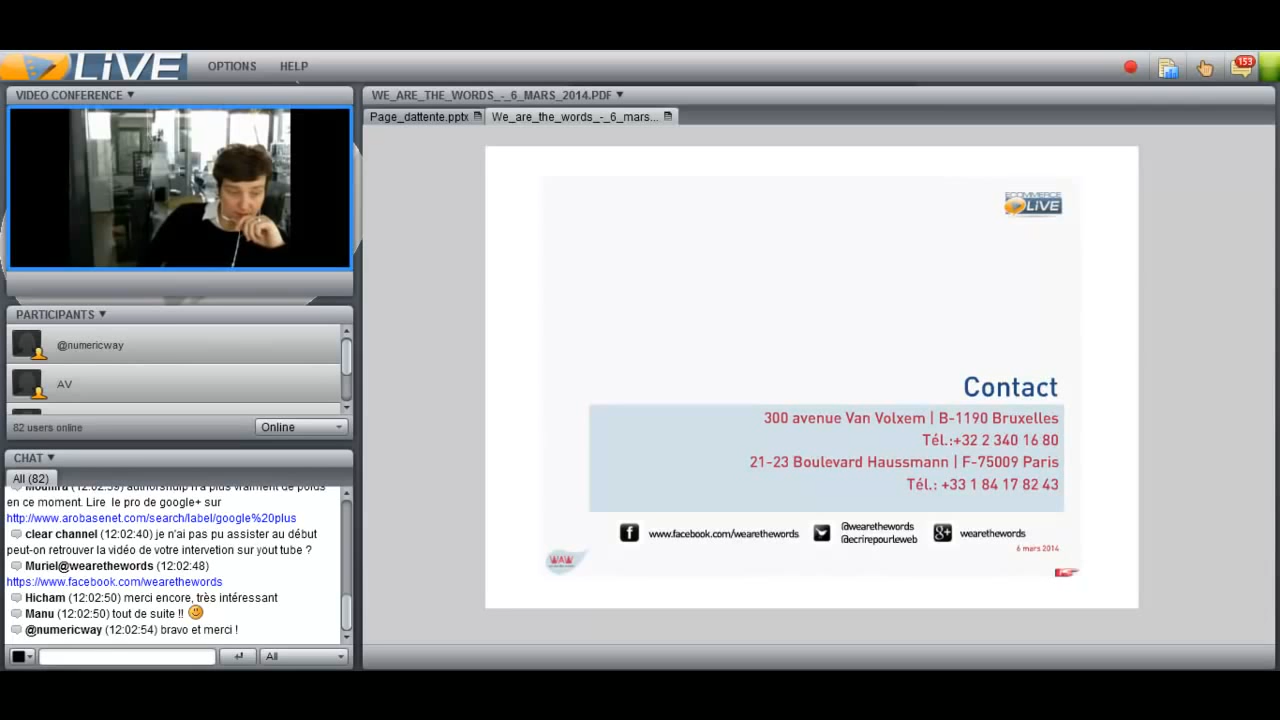 LIVE
OPTIONS
HELP
153
VIDEO CONFERENCE
PARTICIPANTS
@numericway
AV
82 users online
Online
CHAT
All (82)
en ce moment. Lire le pro de google+ sur
http://www.arobasenet.com/search/label/google%20plus
clear channel (12:02:40) je n'ai pas pu assister au début
peut-on retrouver la vidéo de votre intervetion sur yout tube ?
Muriel@wearethewords (12:02:48)
https://www.facebook.com/wearethewords
Hicham (12:02:50) merci encore, très intéressant
Manu (12:02:50) tout de suite !!
@numericway (12:02:54) bravo et merci !
All
WE_ARE_THE_WORDS_-_6_MARS_2014.PDF
Page_dattente.pptx
We_are_the_words_-_6_mars...
ECOMMERCE
LIVE
Contact
300 avenue Van Volxem | B-1190 Bruxelles
Tél.:+32 2 340 16 80
21-23 Boulevard Haussmann | F-75009 Paris
Tél.: +33 1 84 17 82 43
www.facebook.com/wearethewords
@wearethewords
@ecrirepourleweb
wearethewords
6 mars 2014
WAW